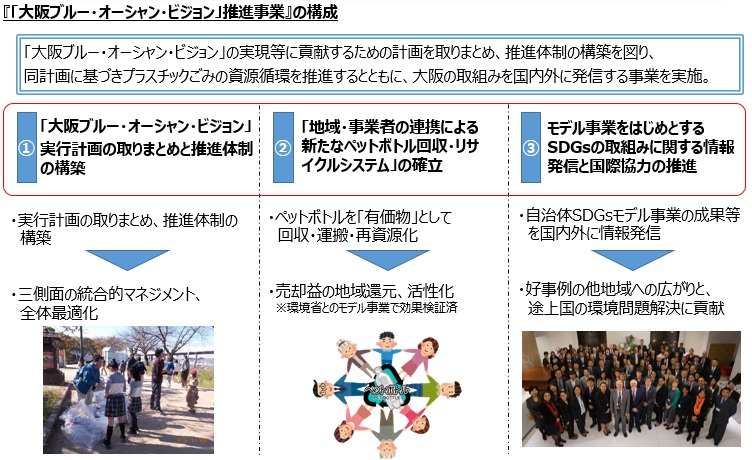 『「大阪ブルー・オーシャン・ビジョン」推進事業』の構成
「大阪ブルー・オーシャン・ビジョン」の実現等に貢献するための計画を取りまとめ、推進体制の構築を図り、
同計画に基づきプラスチックごみの資源循環を推進するとともに、大阪の取組みを国内外に発信する事業を実施。
①
「大阪ブルー・オーシャン・ビジョン」
実行計画の取りまとめと推進体制
の構築
・実行計画の取りまとめ、推進体制の
構築
・三側面の統合的マネジメント、
全体最適化
②
「地域・事業者の連携による
新たなペットボトル回収・リサ
イクルシステム」の確立
・ペットボトルを「有価物」として
回収・運搬・再資源化
・売却益の地域還元、活性化
※環境省とのモデル事業で効果検証済
ペットボトル
③
モデル事業をはじめとする
SDGsの取組みに関する情報
発信と国際協力の推進
・自治体SDGsモデル事業の成果等
を国内外に情報発信
・好事例の他地域への広がりと、
途上国の環境問題解決に貢献